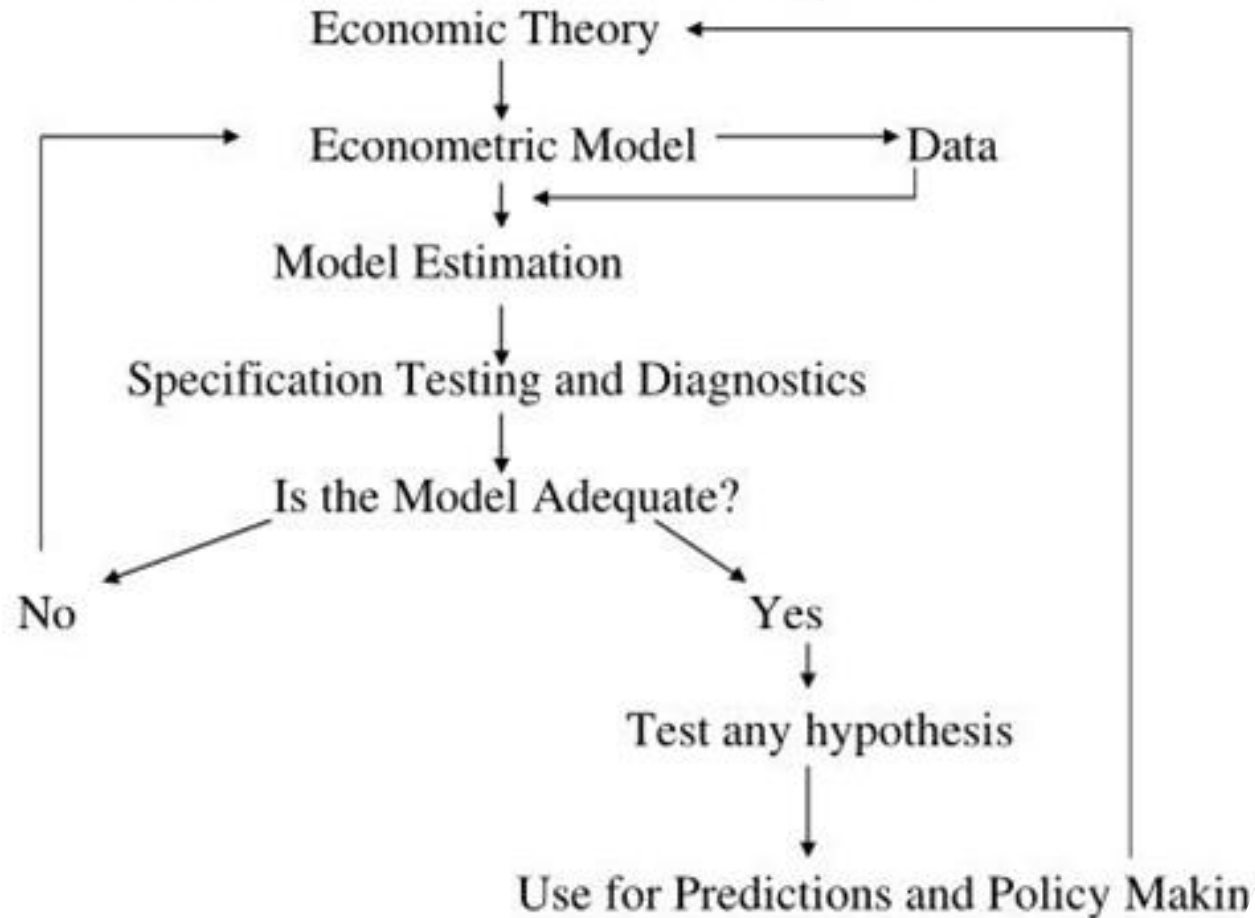 Economic Theory
Econometric Model Data
Model Estimation
Specification Testing and Diagnostics
Is the Model Adequate?
No Yes
Test any hypothesis
Use for Predictions and Policy Makin